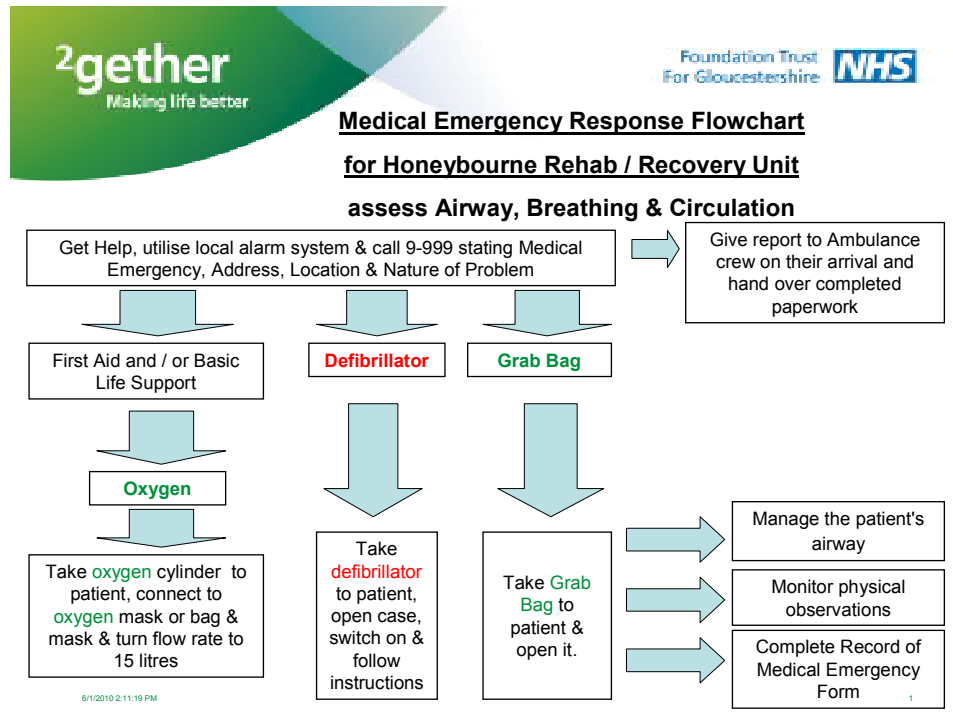 ²gether
Making life better
Foundation Trust
For Gloucestershire
NHS
Medical Emergency Response Flowchart
for Honeybourne Rehab / Recovery Unit
assess Airway, Breathing & Circulation
Get Help, utilise local alarm system & call 9-999 stating Medical
Emergency, Address, Location & Nature of Problem
Give report to Ambulance
crew on their arrival and
hand over completed
paperwork
First Aid and / or Basic
Life Support
Defibrillator
Grab Bag
Oxygen
Take oxygen cylinder to
patient, connect to
oxygen mask or bag &
mask & turn flow rate to
15 litres
Take
defibrillator
to patient,
open case,
switch on &
follow
instructions
Take Grab
Bag to
patient &
open it.
Manage the patient's
airway
Monitor physical
observations
Complete Record of
Medical Emergency
Form
6/1/2010 2:11:19 PM
1